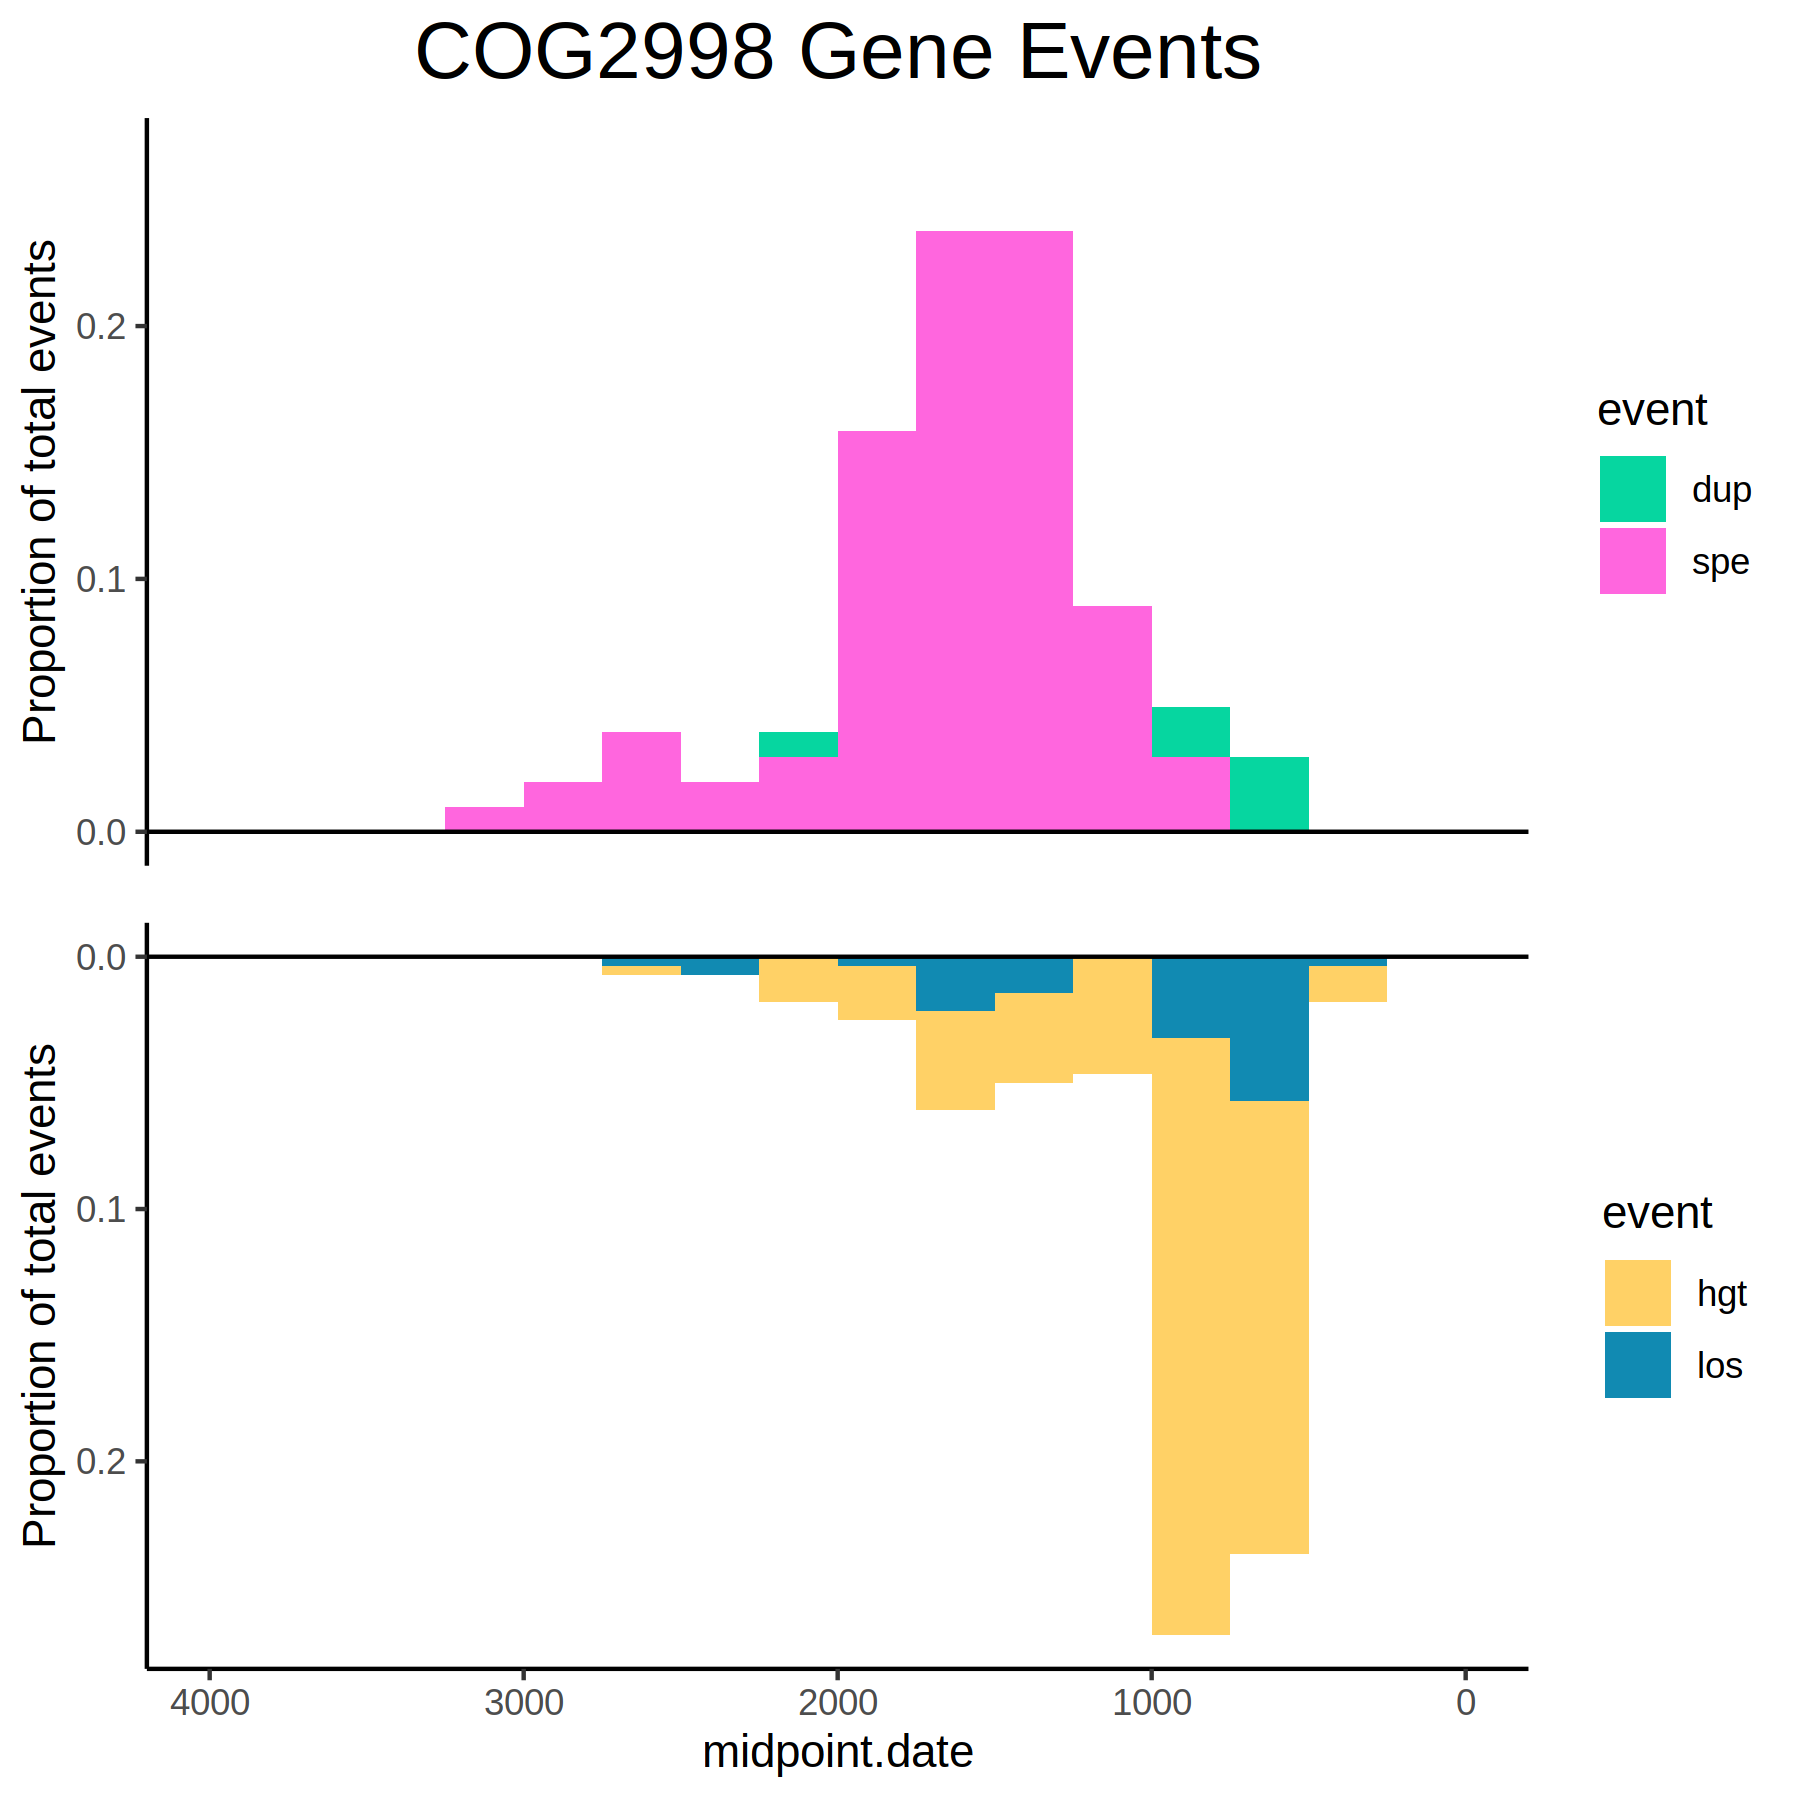 COG2998 Gene Events
Proportion of total events
0.2
0.1
0.0
event
dup
spe
Proportion of total events
0.0
0.1
0.2
event
hgt
los
4000 3000 2000 1000 0
midpoint.date